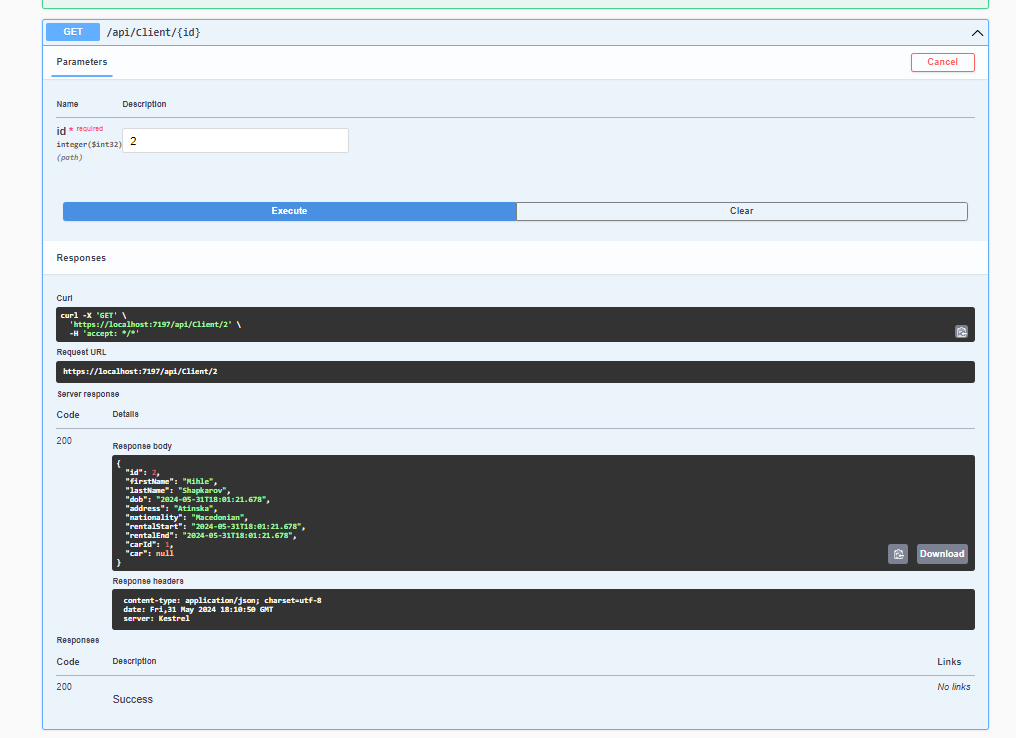 GET /api/Client/{id}
Parameters
Cancel
Name Description
id * required
integer($int32)
(path)
2
Execute Clear
Responses
Curl
curl -X 'GET' \
'https://localhost:7197/api/Client/2' \
-H 'accept: */*'
Request URL
https://localhost:7197/api/Client/2
Server response
Code Details
200
Response body
{
"id": 2,
"firstName": "Mihle",
"lastName": "Shapkarov",
"dob": "2024-05-31T18:01:21.678",
"address": "Atinska",
"nationality": "Macedonian",
"rentalStart": "2024-05-31T18:01:21.678",
"rentalEnd": "2024-05-31T18:01:21.678",
"carId": 1,
"car": null
}
Download
Response headers
content-type: application/json; charset=utf-8
date: Fri,31 May 2024 18:10:50 GMT
server: Kestrel
Responses
Code Description Links
200 No links
Success